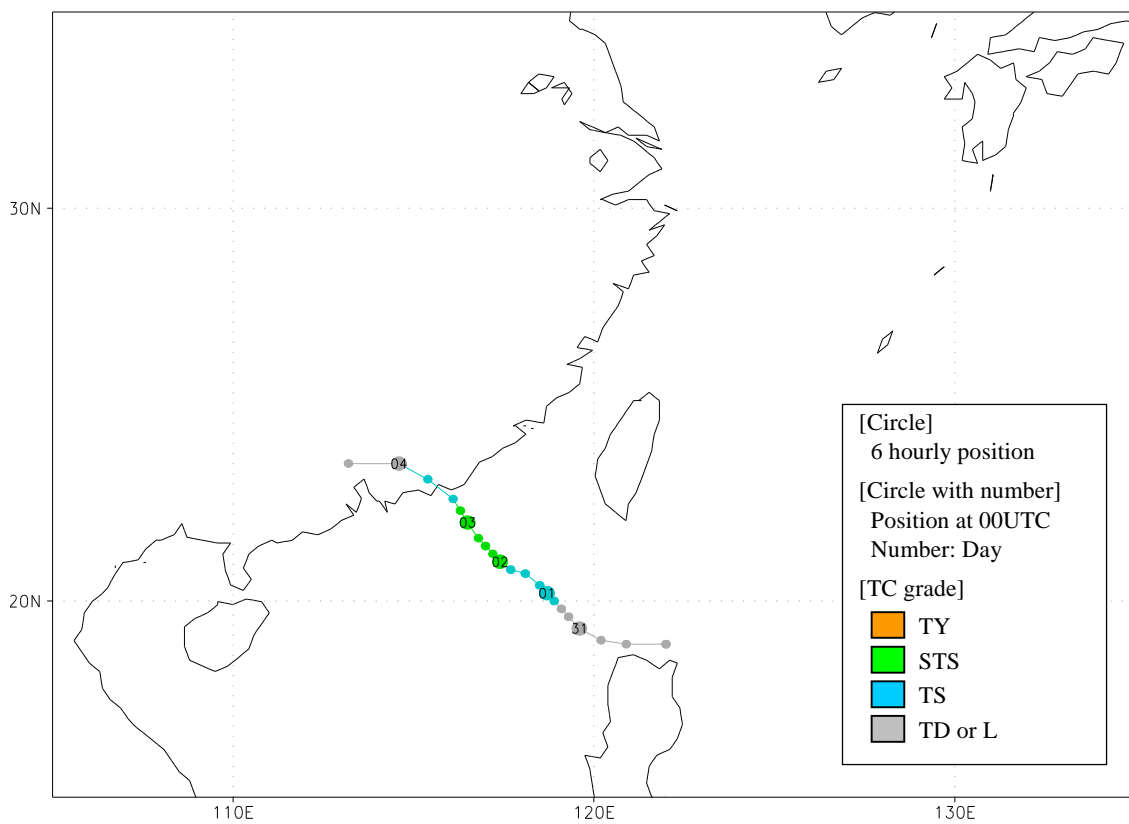 30N
20N
110E
120E
130E
04
03
02
01
31
[Circle]
6 hourly position
[Circle with number]
Position at 00UTC
Number: Day
[TC grade]
TY
STS
TS
TD or L